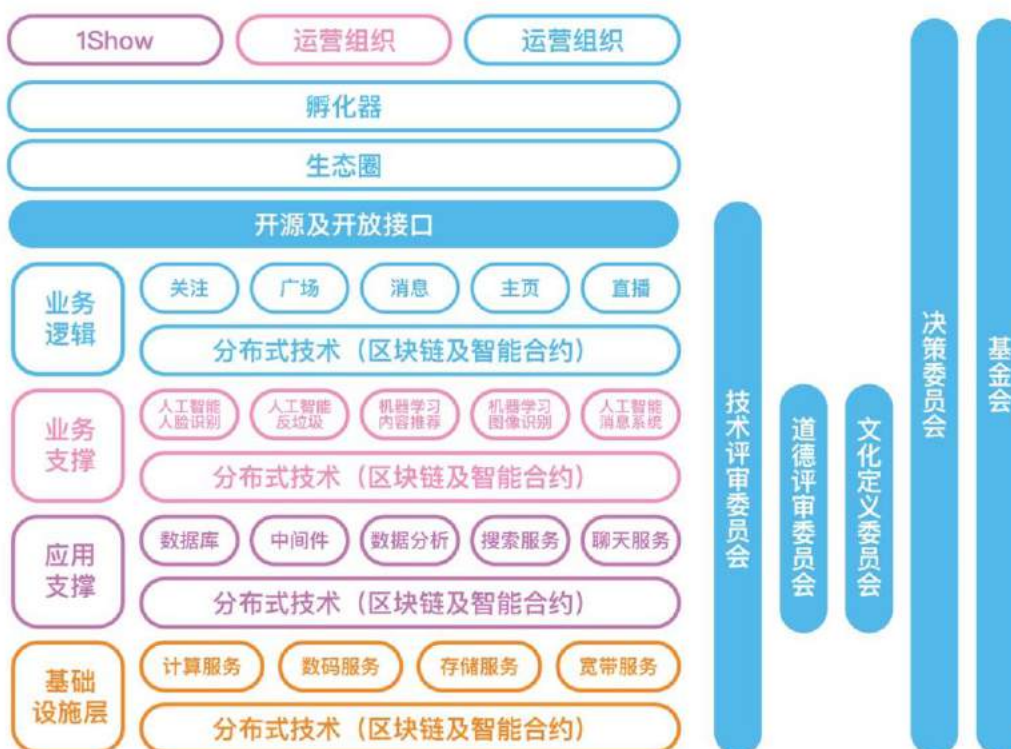 1Show
运营组织
运营组织
孵化器
生态圈
开源及开放接口
业务
逻辑
关注
广场
消息
主页
直播
分布式技术（区块链及智能合约）
业务
支撑
人工智能
人脸识别
人工智能
反垃圾
机器学习
内容推荐
机器学习
图像识别
人工智能
消息系统
分布式技术（区块链及智能合约）
应用
支撑
数据库
中间件
数据分析
搜索服务
聊天服务
分布式技术（区块链及智能合约）
基础
设施层
计算服务
数码服务
存储服务
宽带服务
分布式技术（区块链及智能合约）
技术评审委员会
道德评审委员会
文化定义委员会
决策委员会
基金会